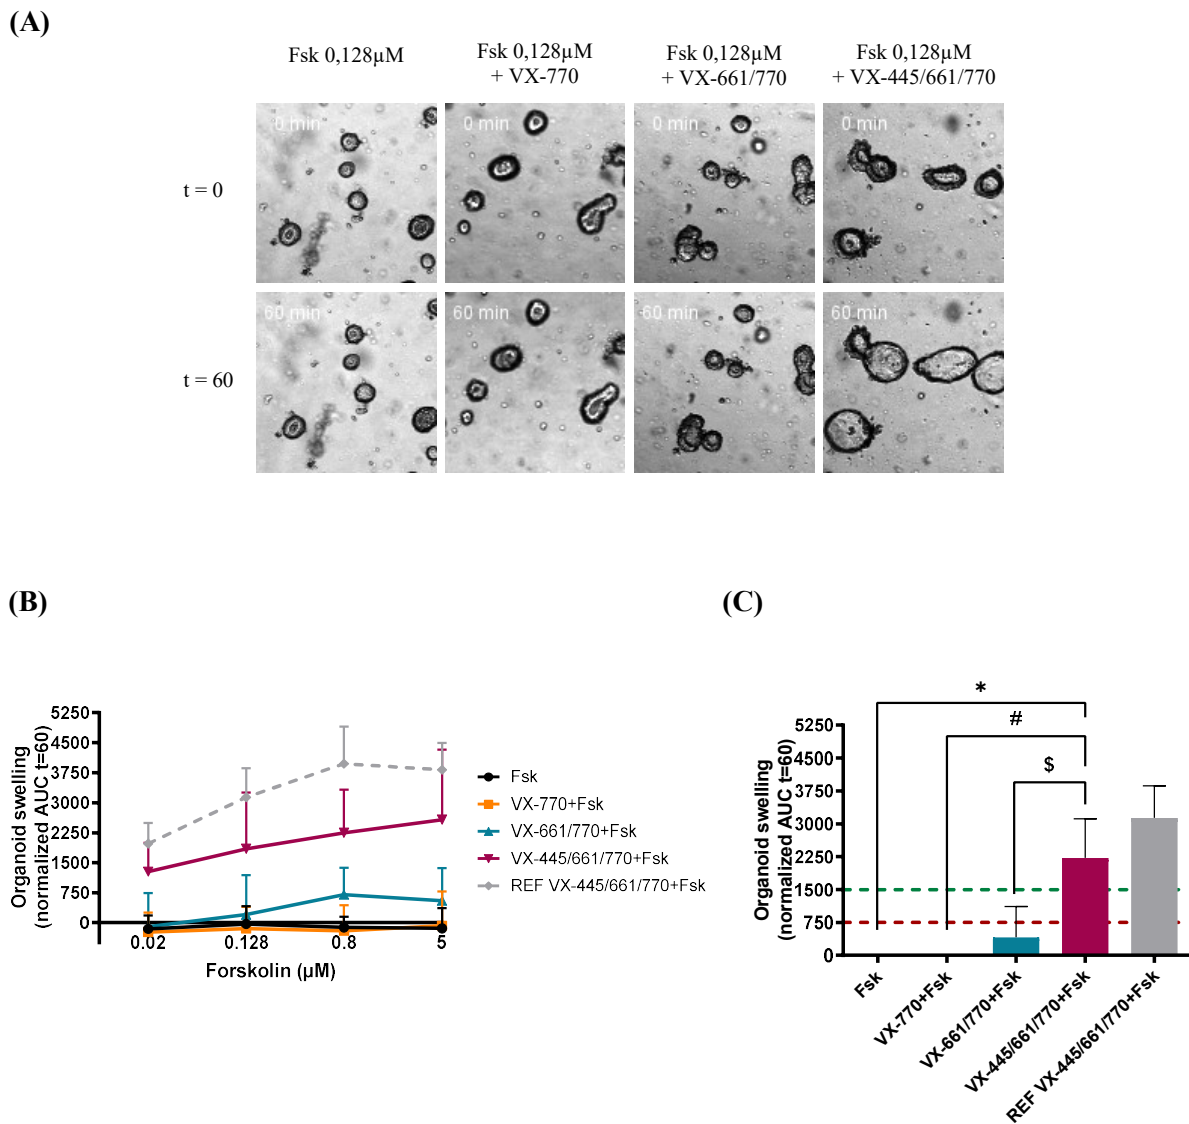 (A)
Fsk 0,128µM
Fsk 0,128µM
+ VX-770
Fsk 0,128µM
+ VX-661/770
Fsk 0,128µM
+ VX-445/661/770
t = 0
0 min
0 min
0 min
0 min
t = 60
60 min
60 min
60 min
60 min
(B)
Organoid swelling
(normalized AUC t=60)
5250
4500
3750
3000
2250
1500
750
0
0.02
0.128
0.8
5
Forskolin (µM)
Fsk
VX-770+Fsk
VX-661/770+Fsk
VX-445/661/770+Fsk
REF VX-445/661/770+Fsk
(C)
Organoid swelling
(normalized AUC t=60)
5250
4500
3750
3000
2250
1500
750
0
*
#
$
Fsk
VX-770+Fsk
VX-661/770+Fsk
VX-445/661/770+Fsk
REF VX-445/661/770+Fsk